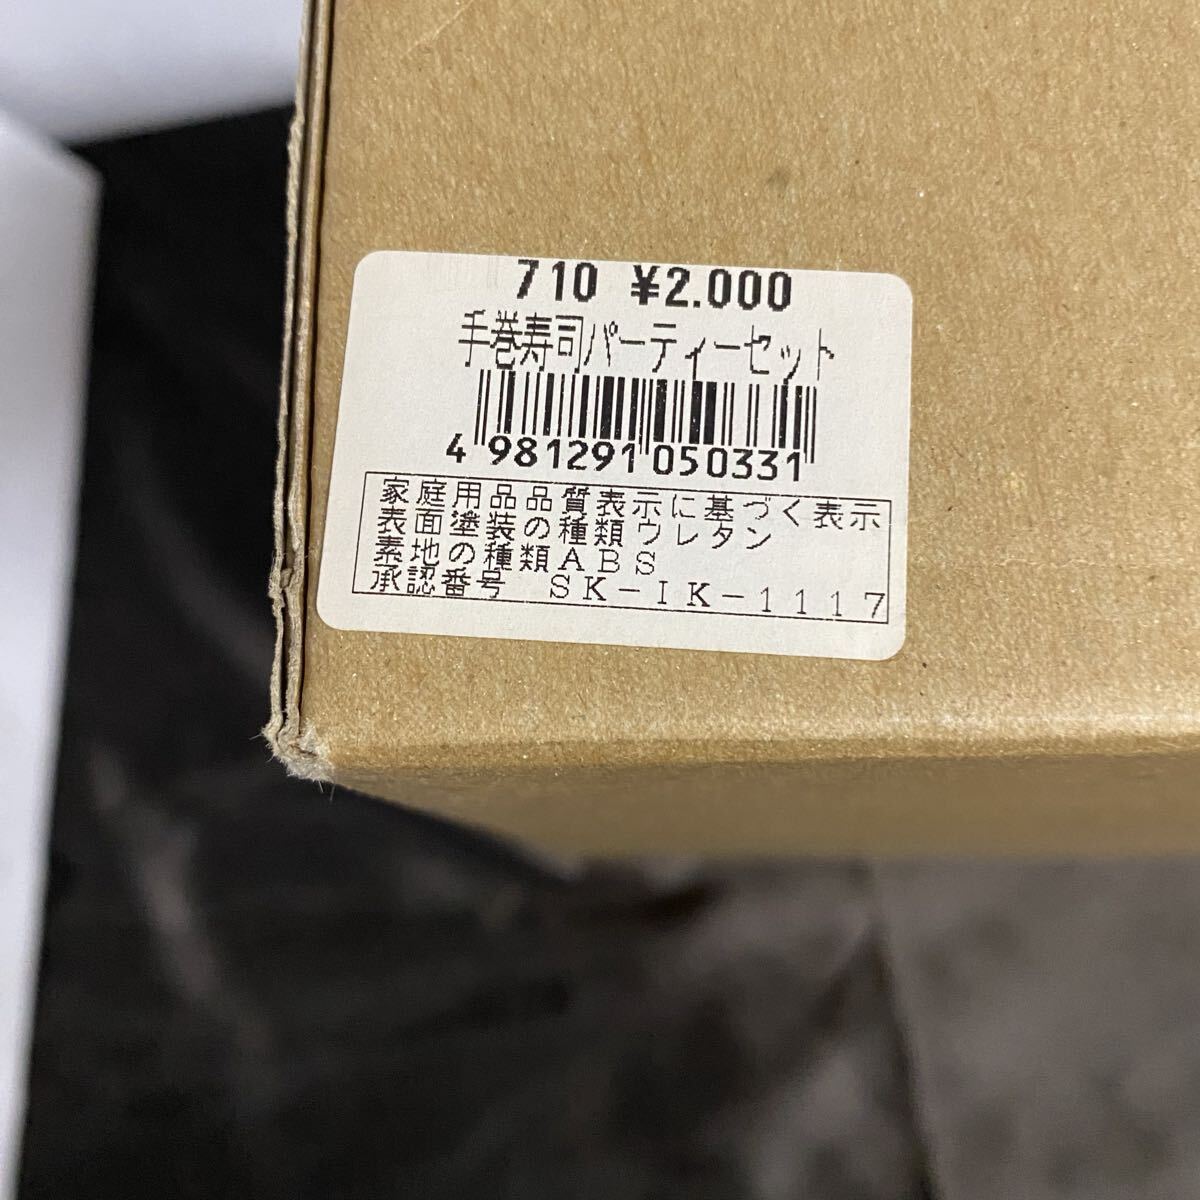 710 ¥2.000
手巻寿司パーティーセット
4 981291 050331
家庭用品品質表示に基づく表示
表面塗装の種類ウレタン
素地の種類ABS
承認番号 SK-IK-1117